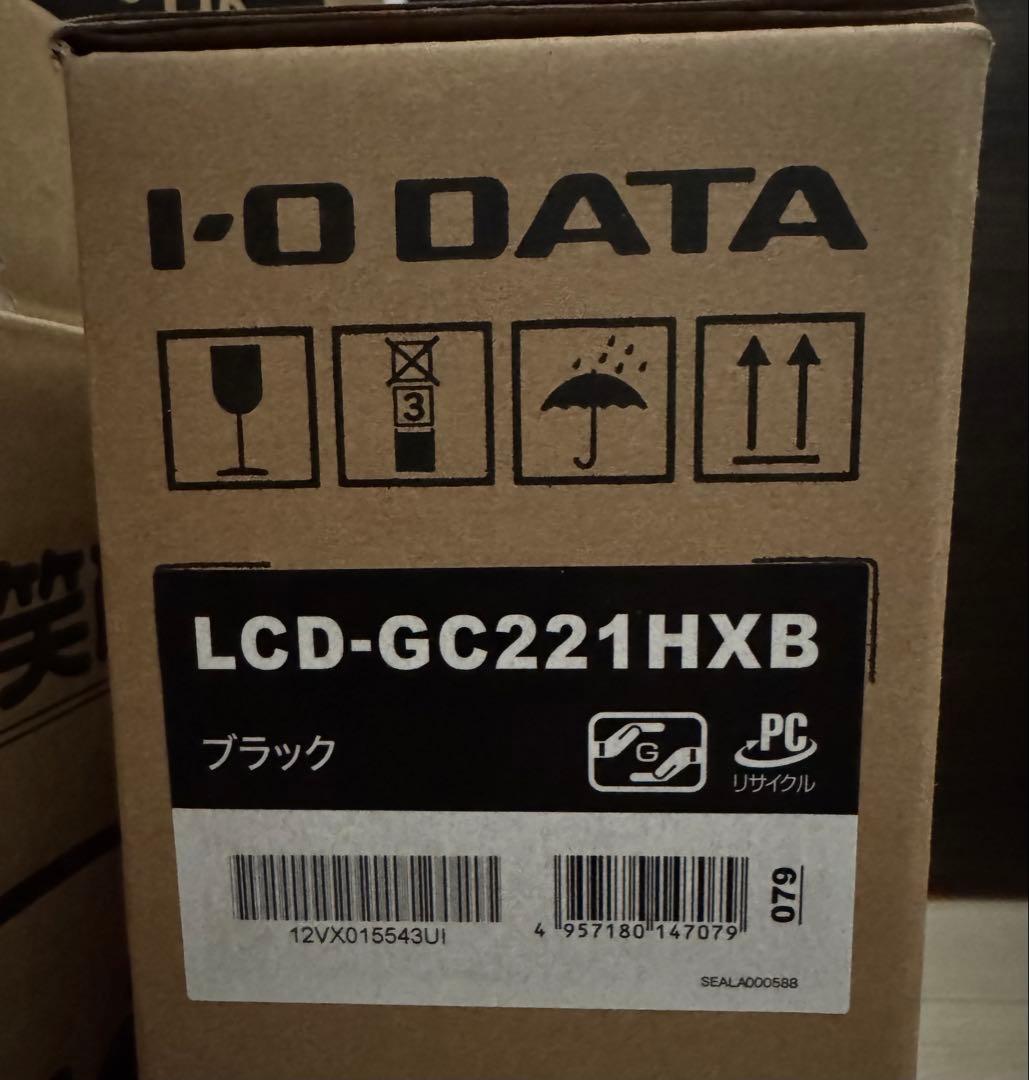 I-O DATA
3
LCD-GC221HXB
ブラック
G
PC
リサイクル
12VX015543UI
4 957180 147079
079
SEALA000588
笑